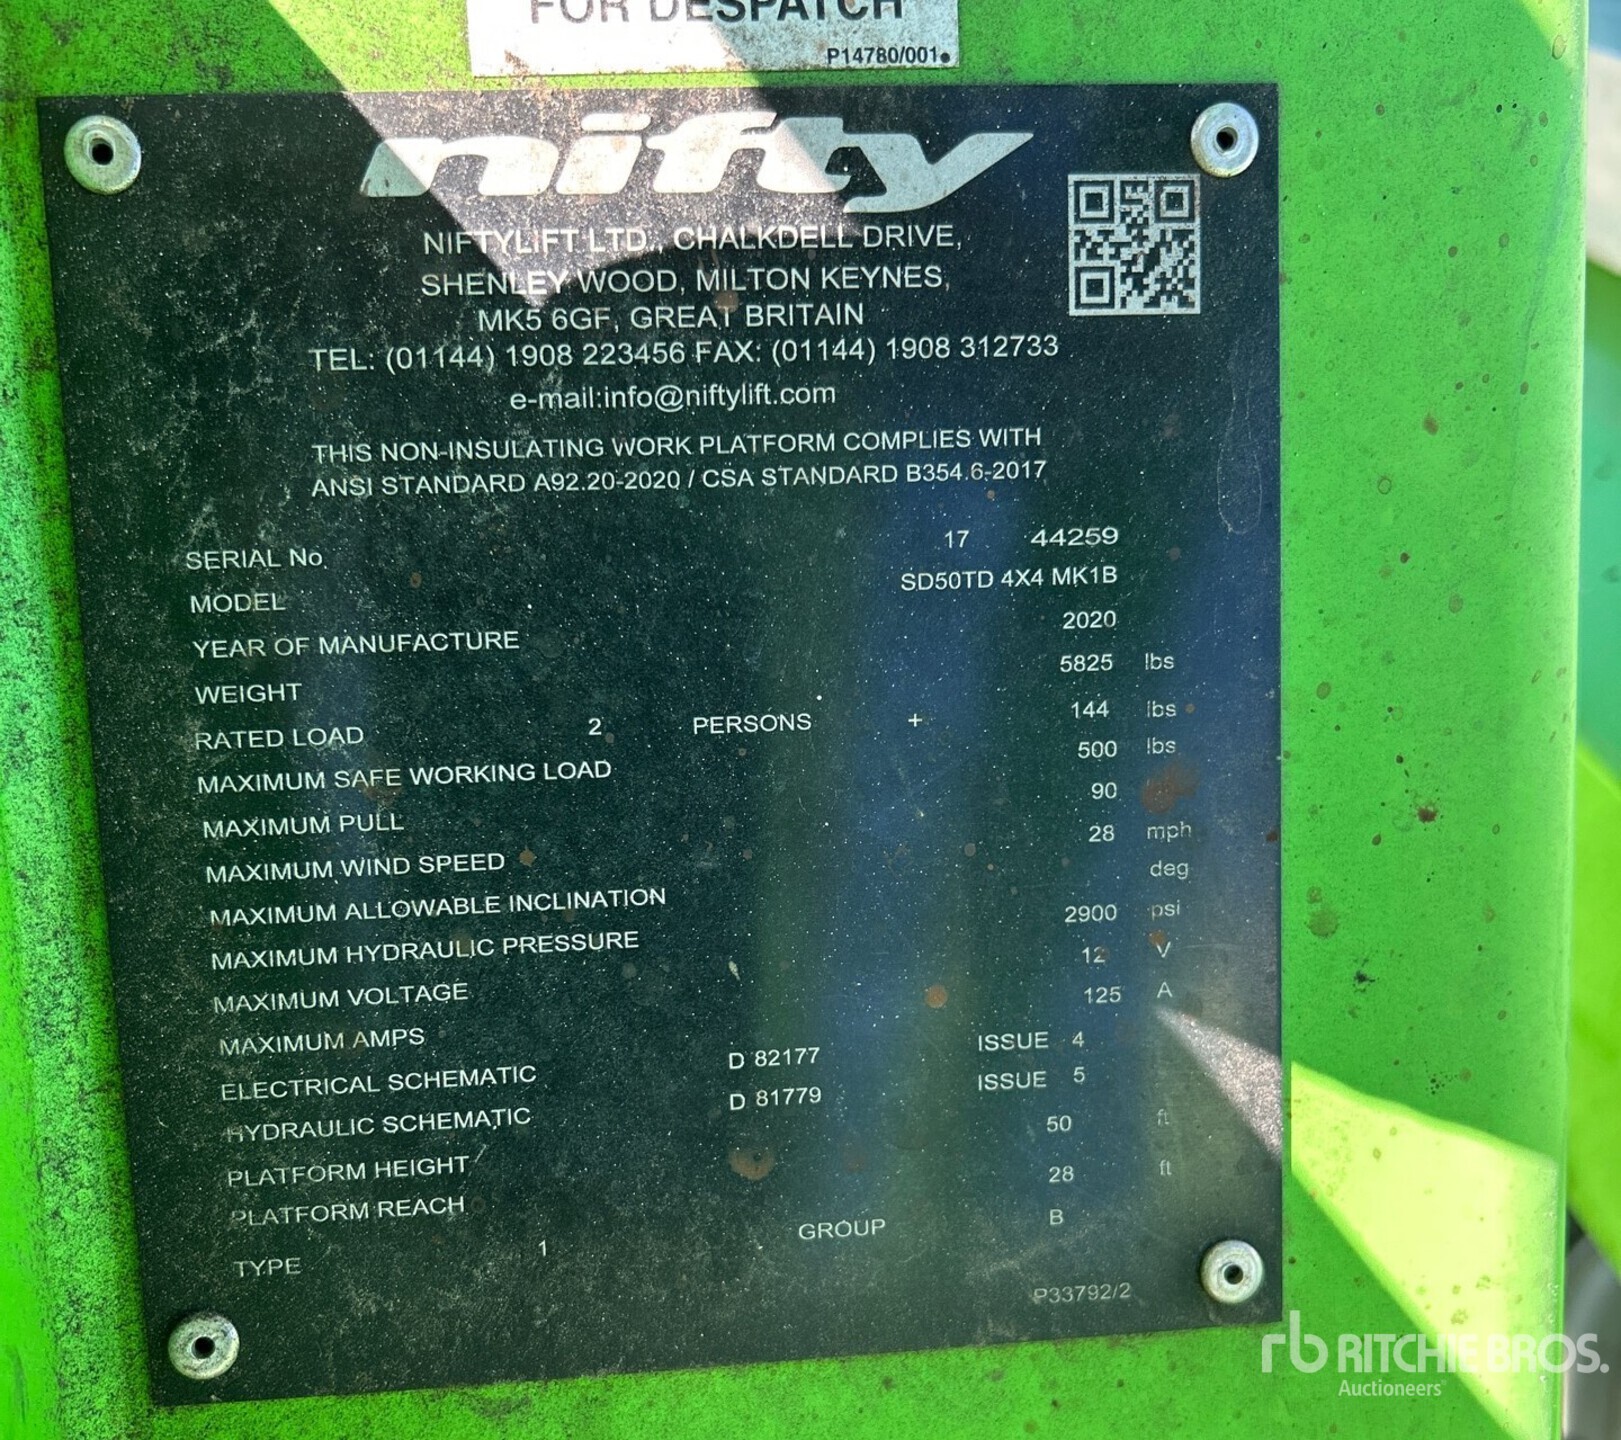 FOR DESPATCH
P14780/001
nifty
NIFTYLIFT LTD., CHALKDELL DRIVE,
SHENLEY WOOD, MILTON KEYNES,
MK5 6GF, GREAT BRITAIN
TEL: (01144) 1908 223456 FAX: (01144) 1908 312733
e-mail:info@niftylift.com
THIS NON-INSULATING WORK PLATFORM COMPLIES WITH
ANSI STANDARD A92.20-2020 / CSA STANDARD B354.6-2017
SERIAL No 17 44259
MODEL SD50TD 4X4 MK1B
YEAR OF MANUFACTURE 2020
WEIGHT 5825 lbs
RATED LOAD 2 PERSONS + 144 lbs
MAXIMUM SAFE WORKING LOAD 500 lbs
MAXIMUM PULL 90
MAXIMUM WIND SPEED 28 mph
MAXIMUM ALLOWABLE INCLINATION deg
MAXIMUM HYDRAULIC PRESSURE 2900 psi
MAXIMUM VOLTAGE 12 V
MAXIMUM AMPS 125 A
ELECTRICAL SCHEMATIC D 82177 ISSUE 4
HYDRAULIC SCHEMATIC D 81779 ISSUE 5
PLATFORM HEIGHT 50 ft
PLATFORM REACH 28 ft
TYPE 1 GROUP B
P33792/2
rb RITCHIE BROS.
Auctioneers